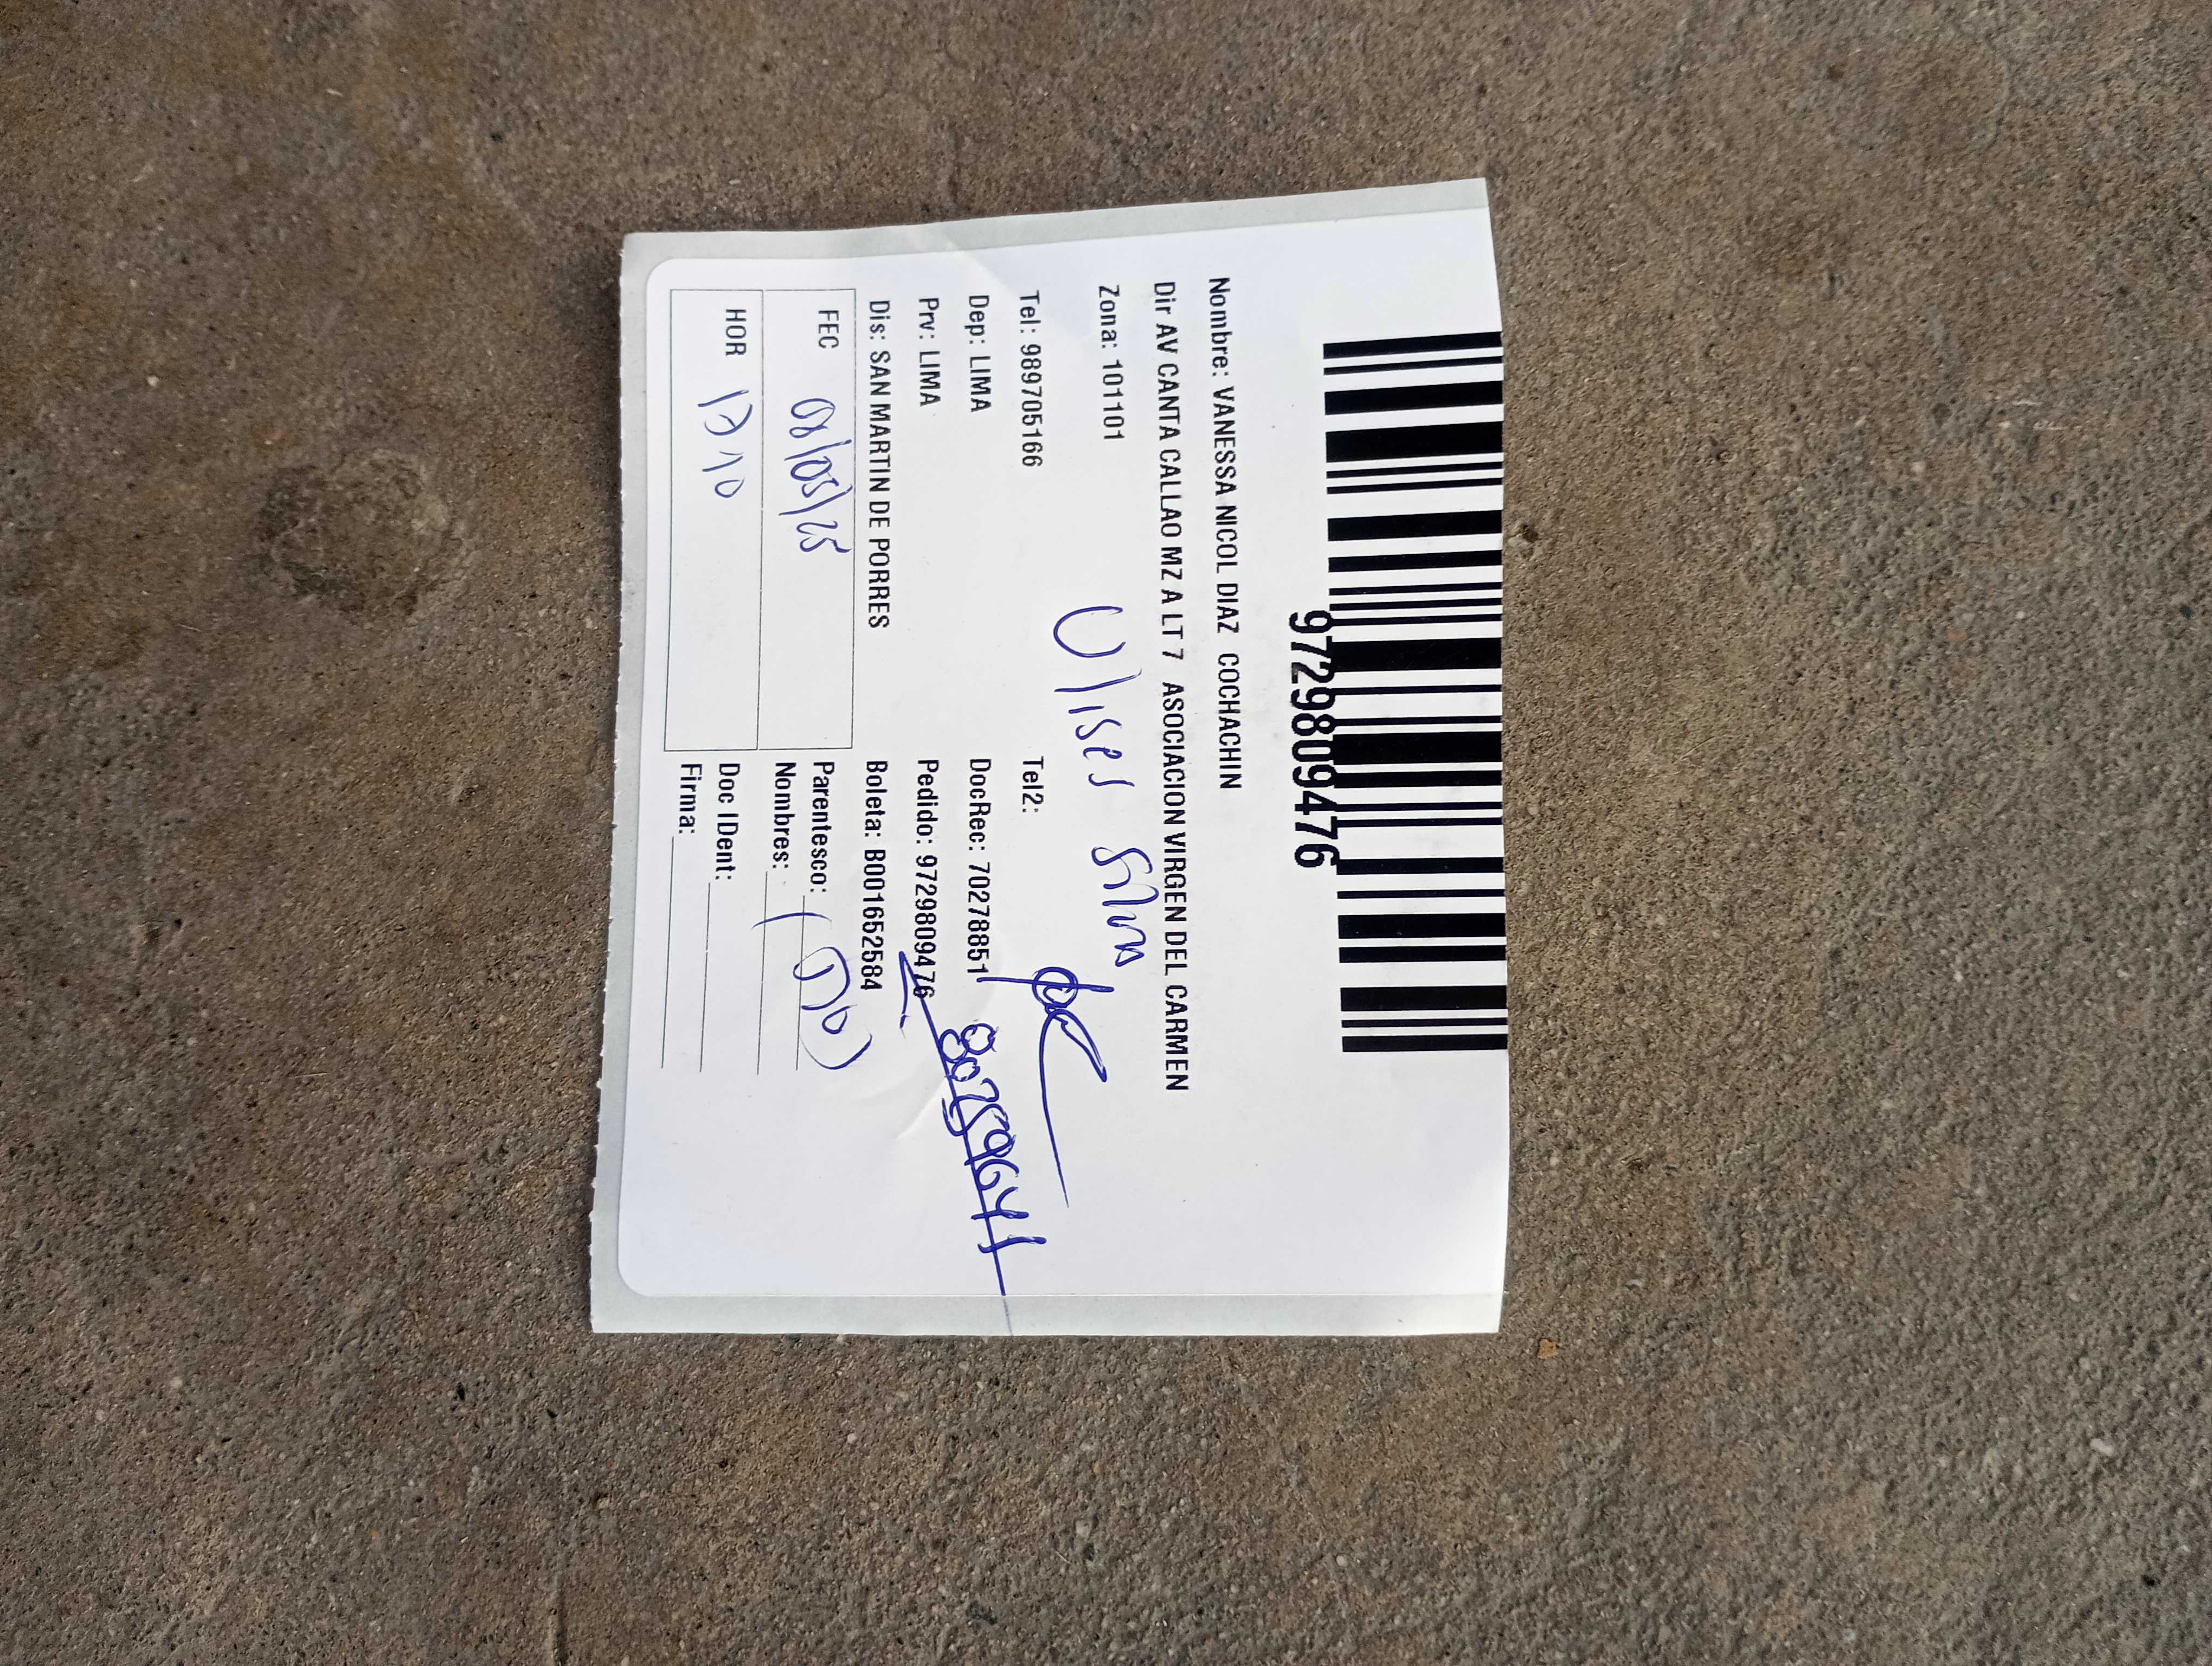 9729809476
Nombre: VANESSA NICOL DIAZ COCHACHIN
Dir AV CANTA CALLAO MZ A LT 7 ASOCIACION VIRGEN DEL CARMEN
Zona: 101101
Ulises Silva
Tel: 989705166 Tel2:
Dep: LIMA DocRec: 70278851
80259641
Prv: LIMA Pedido: 9729809476
Dis: SAN MARTIN DE PORRES Boleta: B001652584
FEC 08/05/25 Parentesco:
Nombres:
HOR Doc IDent:
Firma: